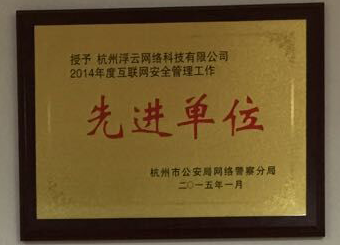 授予 杭州浮云网络科技有限公司
2014年度互联网安全管理工作
先进单位
杭州市公安局网络警察分局
二〇一五年一月